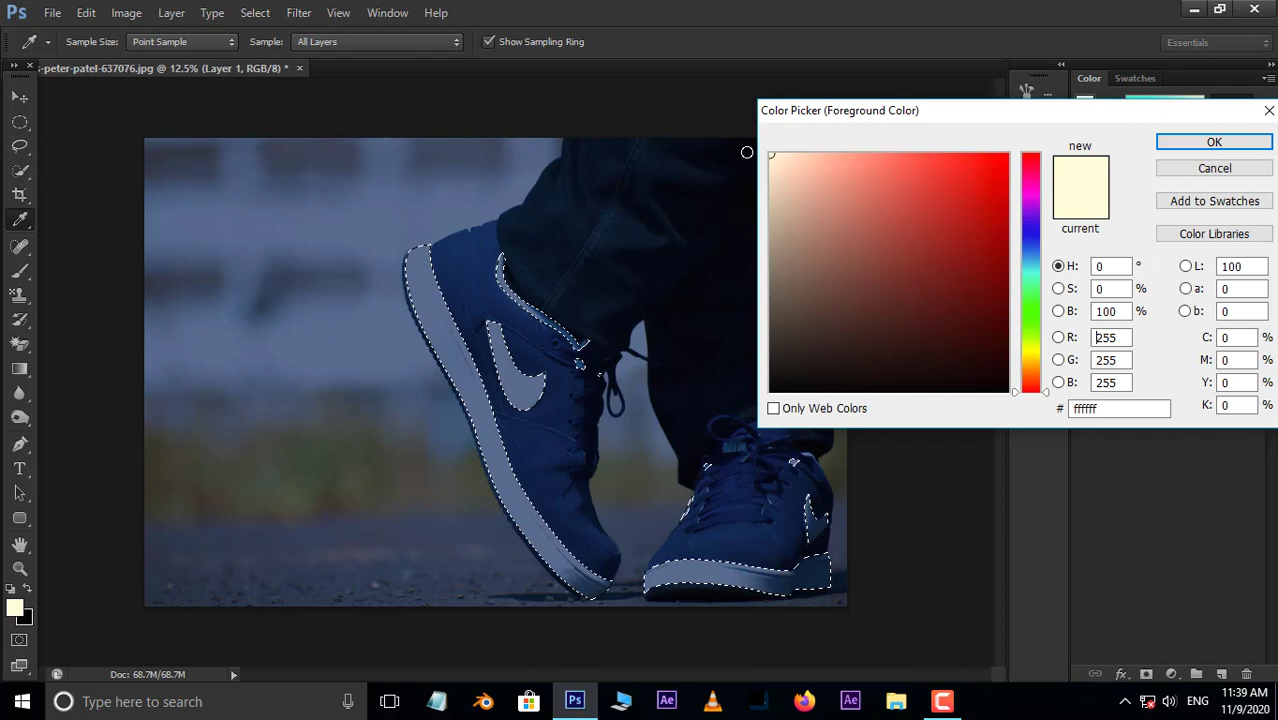 Ps File Edit Image Layer Type Select Filter View Window Help
Sample Size: Point Sample Sample: All Layers Show Sampling Ring Essentials
-peter-patel-637076.jpg @ 12.5% (Layer 1, RGB/8) * ×
Color Swatches
Color Picker (Foreground Color)
new
OK
Cancel
Add to Swatches
current
Color Libraries
H: 0 ° L: 100
S: 0 % a: 0
B: 100 % b: 0
R: 255 C: 0 %
G: 255 M: 0 %
B: 255 Y: 0 %
# ffffff K: 0 %
Only Web Colors
T
fx
Doc: 68.7M/68.7M
Type here to search
Ps Ae Ae C
ENG
11:39 AM
11/9/2020